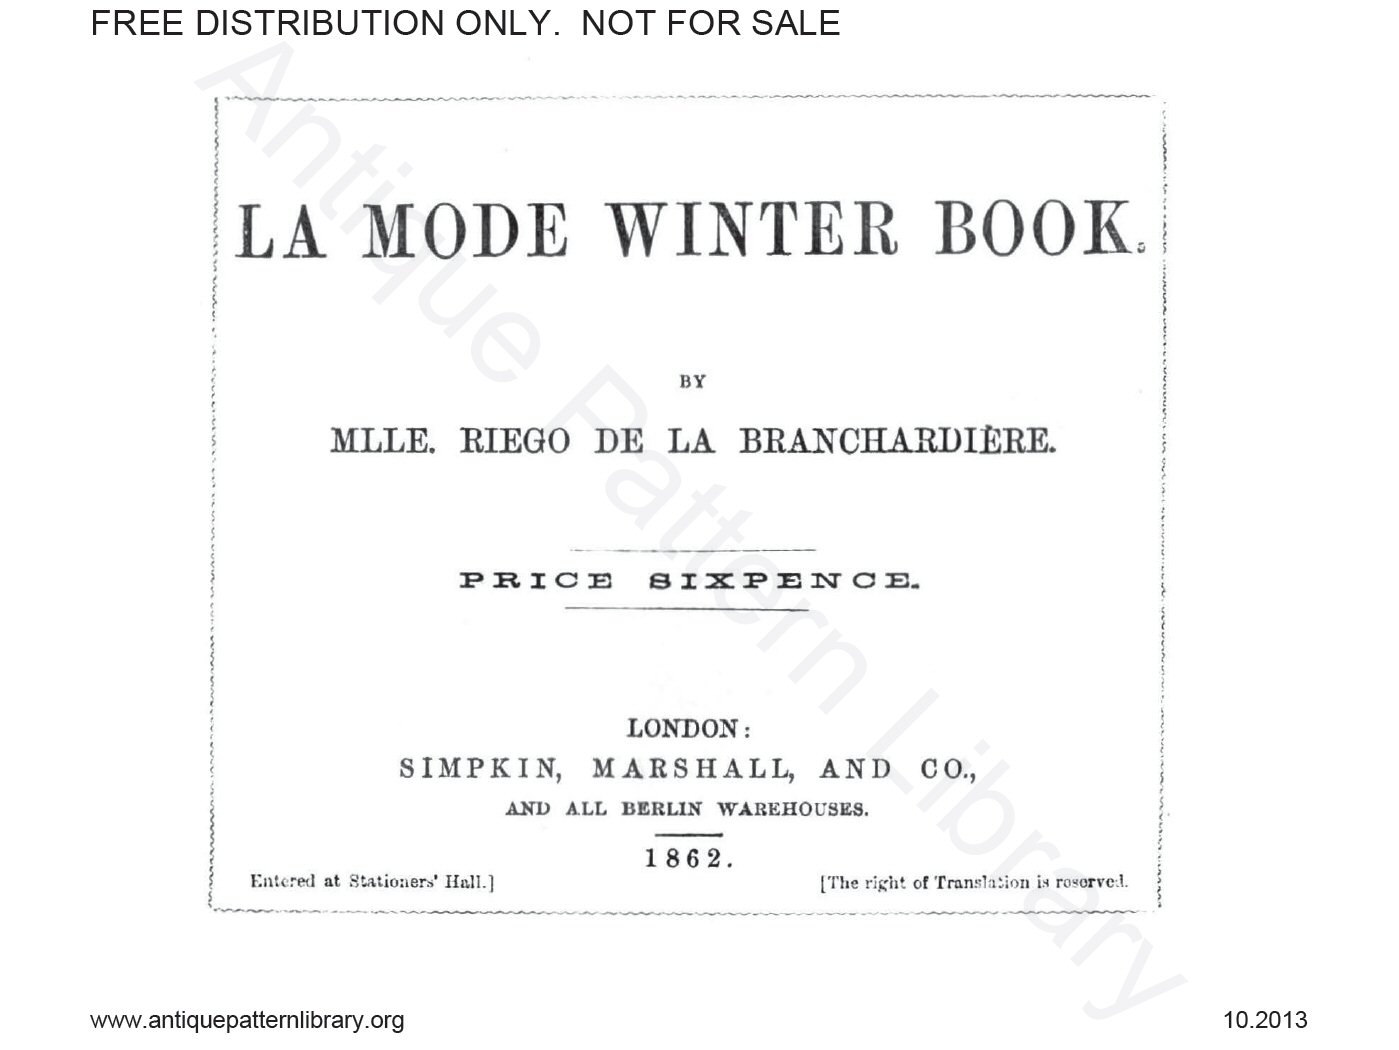 FREE DISTRIBUTION ONLY.  NOT FOR SALE
LA MODE WINTER BOOK.
BY
MLLE. RIEGO DE LA BRANCHARDIÈRE.
PRICE SIXPENCE.
LONDON:
SIMPKIN, MARSHALL, AND CO.,
AND ALL BERLIN WAREHOUSES.
1862.
Entered at Stationers' Hall.] [The right of Translation is reserved.
Antique Pattern Library
www.antiquepatternlibrary.org 10.2013